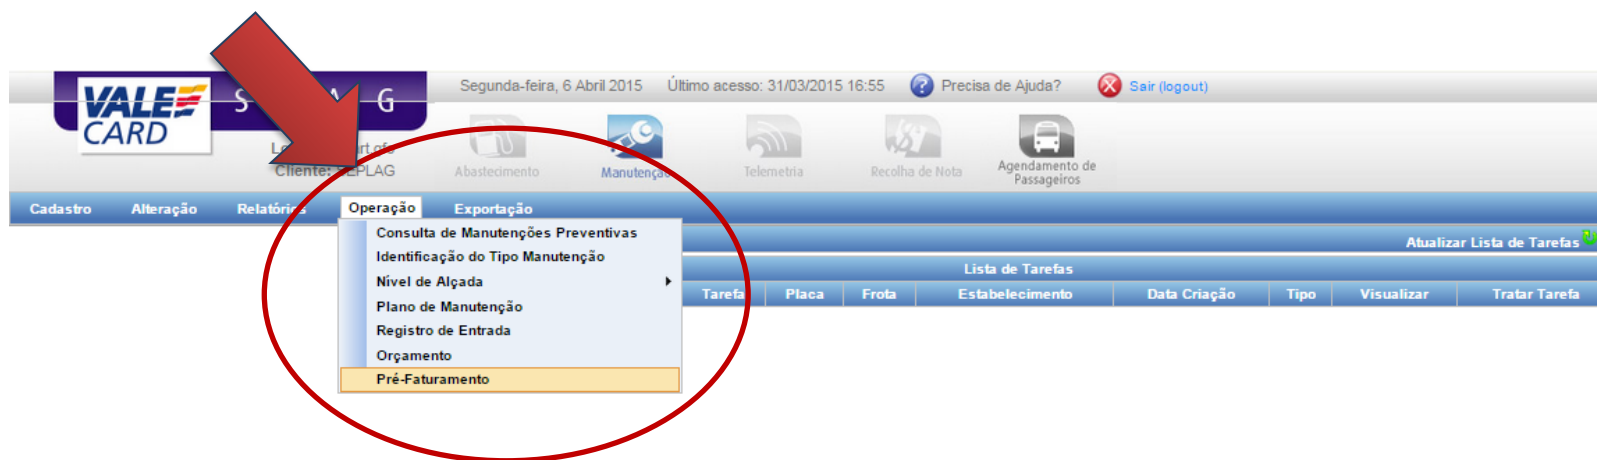 Segunda-feira, 6 Abril 2015 Último acesso: 31/03/2015 16:55 Precisa de Ajuda? Sair (logout)
VALE
CARD
S A G
Cliente: SEPLAG
Abastecimento Manutenção Telemetria Recolha de Nota Agendamento de
Passageiros
Cadastro Alteração Relatórios Operação Exportação
Consulta de Manutenções Preventivas
Atualizar Lista de Tarefas
Identificação do Tipo Manutenção
Lista de Tarefas
Nível de Alçada
Tarefa Placa Frota Estabelecimento Data Criação Tipo Visualizar Tratar Tarefa
Plano de Manutenção
Registro de Entrada
Orçamento
Pré-Faturamento